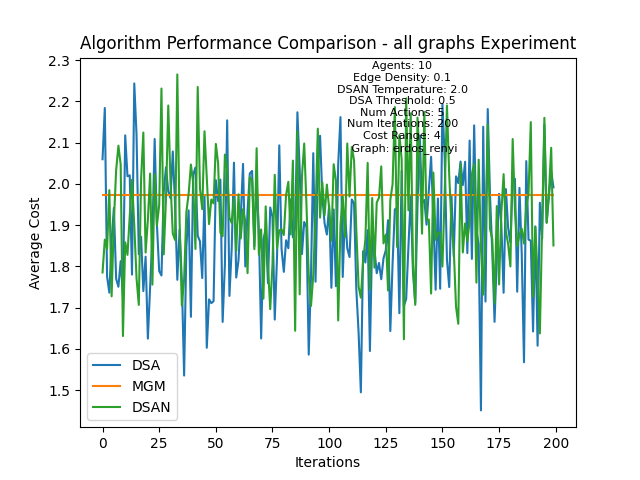 Algorithm Performance Comparison - all graphs Experiment
2.3
2.2
2.1
2.0
1.9
1.8
1.7
1.6
1.5
Average Cost
Agents: 10
Edge Density: 0.1
DSAN Temperature: 2.0
DSA Threshold: 0.5
Num Actions: 5
Num Iterations: 200
Cost Range: 4
Graph: erdos_renyi
DSA
MGM
DSAN
0 25 50 75 100 125 150 175 200
Iterations